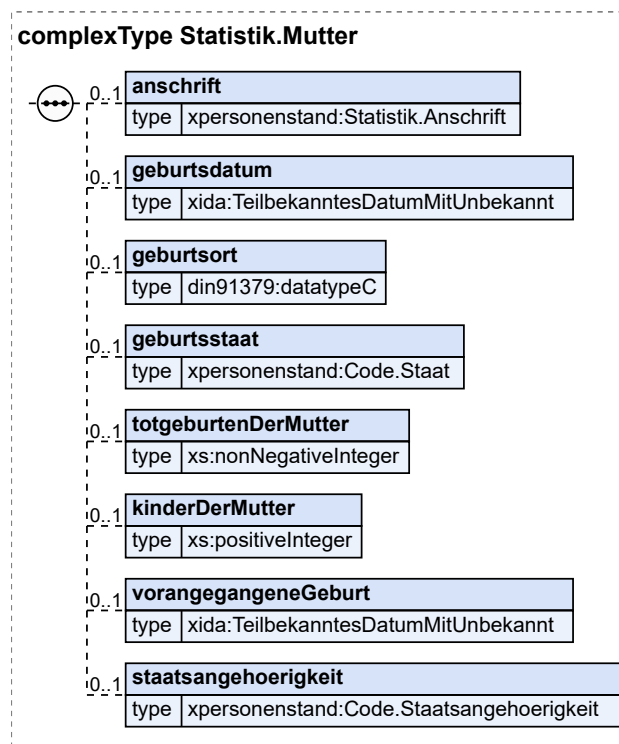 complexType Statistik.Mutter
0..1 anschrift
type xpersonenstand:Statistik.Anschrift
0..1 geburtsdatum
type xida:TeilbekanntesDatumMitUnbekannt
0..1 geburtsort
type din91379:datatypeC
0..1 geburtsstaat
type xpersonenstand:Code.Staat
0..1 totgeburtenDerMutter
type xs:nonNegativeInteger
0..1 kinderDerMutter
type xs:positiveInteger
0..1 vorangegangeneGeburt
type xida:TeilbekanntesDatumMitUnbekannt
0..1 staatsangehoerigkeit
type xpersonenstand:Code.Staatsangehoerigkeit